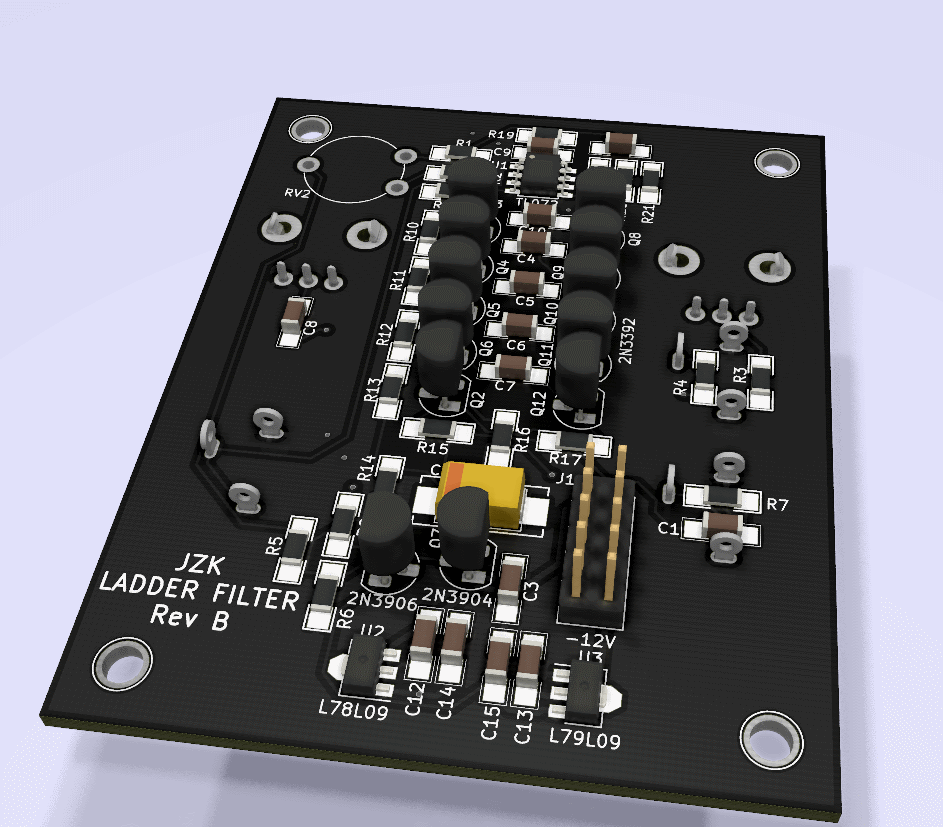 R19
R1
C9
RV2
R21
R10
Q8
C4
Q4
Q9
R11
C5
Q5
Q10
C8
R12
C6
2N3392
Q6
Q11
C7
R4
R3
R13
Q2
Q12
R15
R16
R17
R14
J1
R7
C1
R5
JZK
LADDER FILTER
Rev B
2N3906
2N3904
C3
R6
U2
-12V
U3
C12
C14
C15
C13
L78L09
L79L09